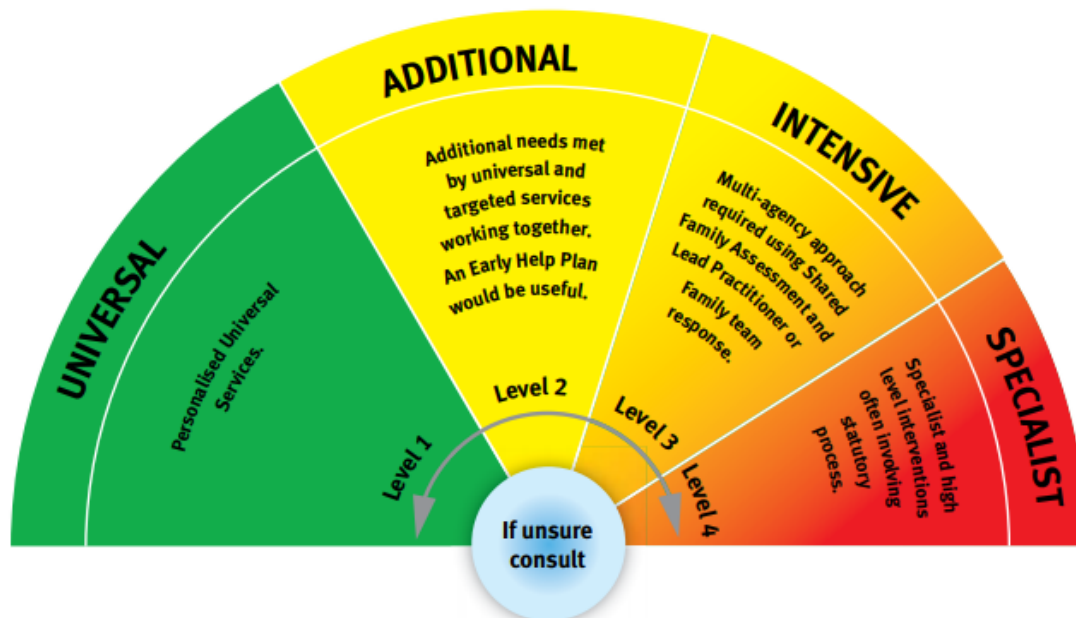 UNIVERSAL
Personalised Universal
Services.
Level 1
ADDITIONAL
Additional needs met
by universal and
targeted services
working together.
An Early Help Plan
would be useful.
Level 2
INTENSIVE
Multi-agency approach
required using Shared
Family Assessment and
Lead Practitioner or
Family team
response.
Level 3
SPECIALIST
Specialist and high
level interventions
often involving
statutory
process.
Level 4
If unsure
consult